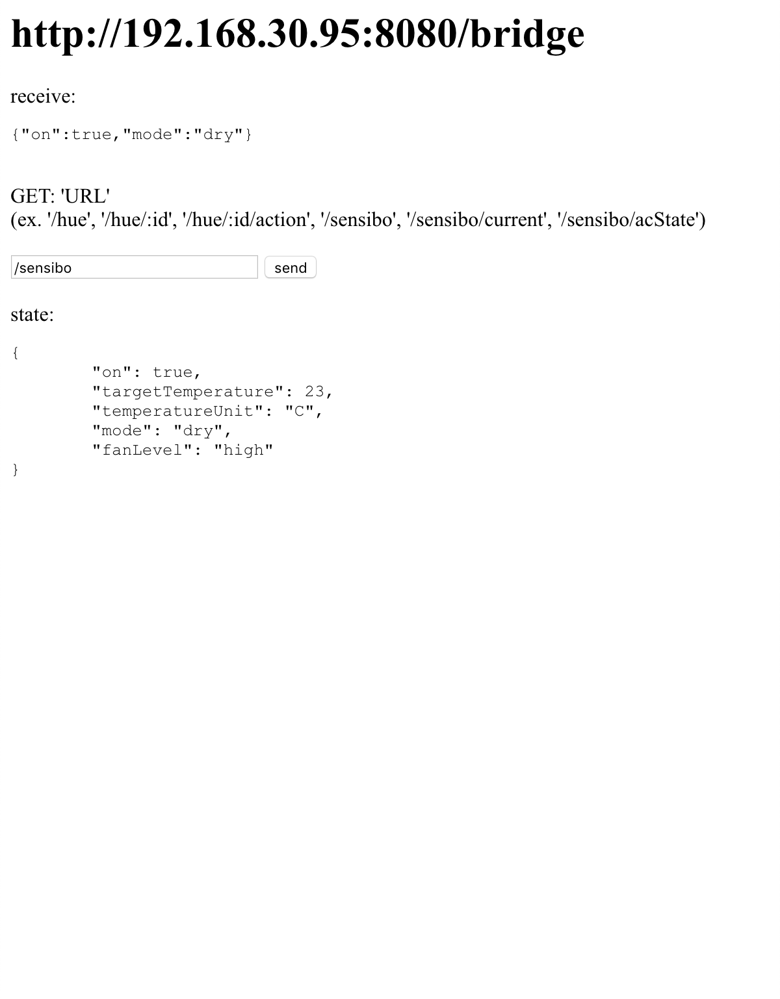 http://192.168.30.95:8080/bridge
receive:
{"on":true,"mode":"dry"}
GET: 'URL'
(ex. '/hue', '/hue/:id', '/hue/:id/action', '/sensibo', '/sensibo/current', '/sensibo/acState')
/sensibo send
state:
{
"on": true,
"targetTemperature": 23,
"temperatureUnit": "C",
"mode": "dry",
"fanLevel": "high"
}